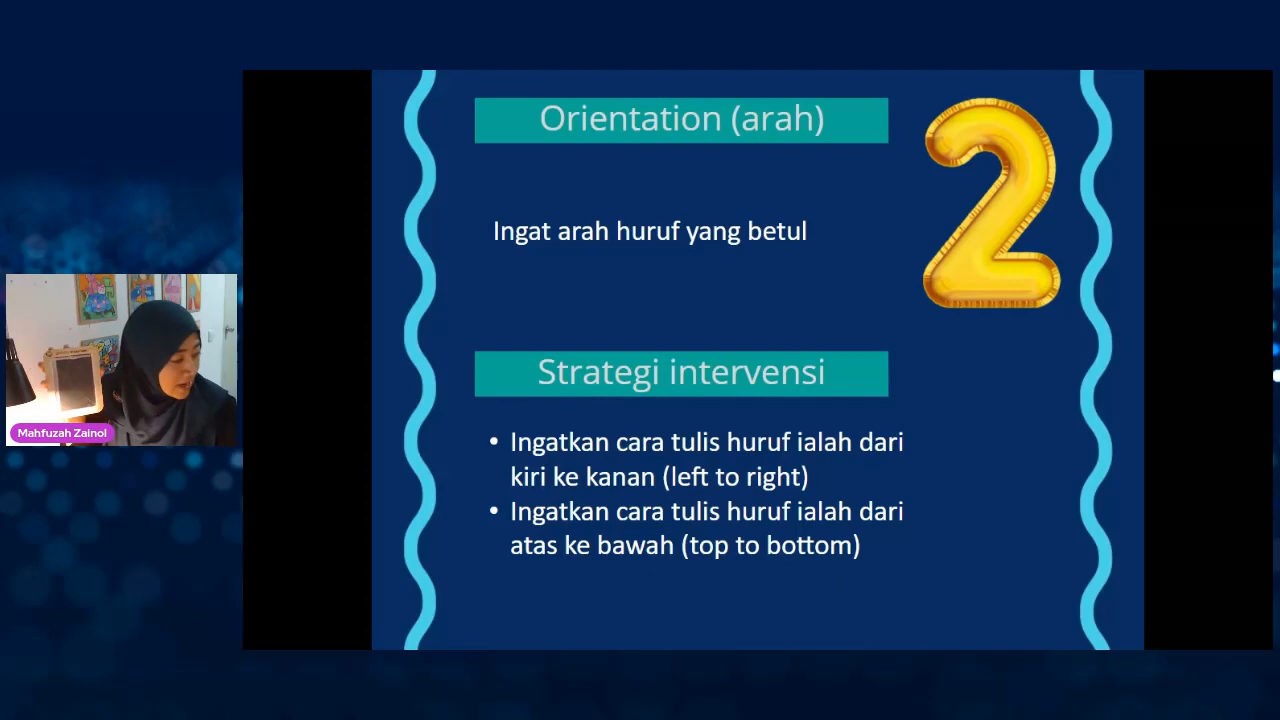 Orientation (arah)
2
Ingat arah huruf yang betul
Strategi intervensi
• Ingatkan cara tulis huruf ialah dari
kiri ke kanan (left to right)
• Ingatkan cara tulis huruf ialah dari
atas ke bawah (top to bottom)
Mahfuzah Zainol